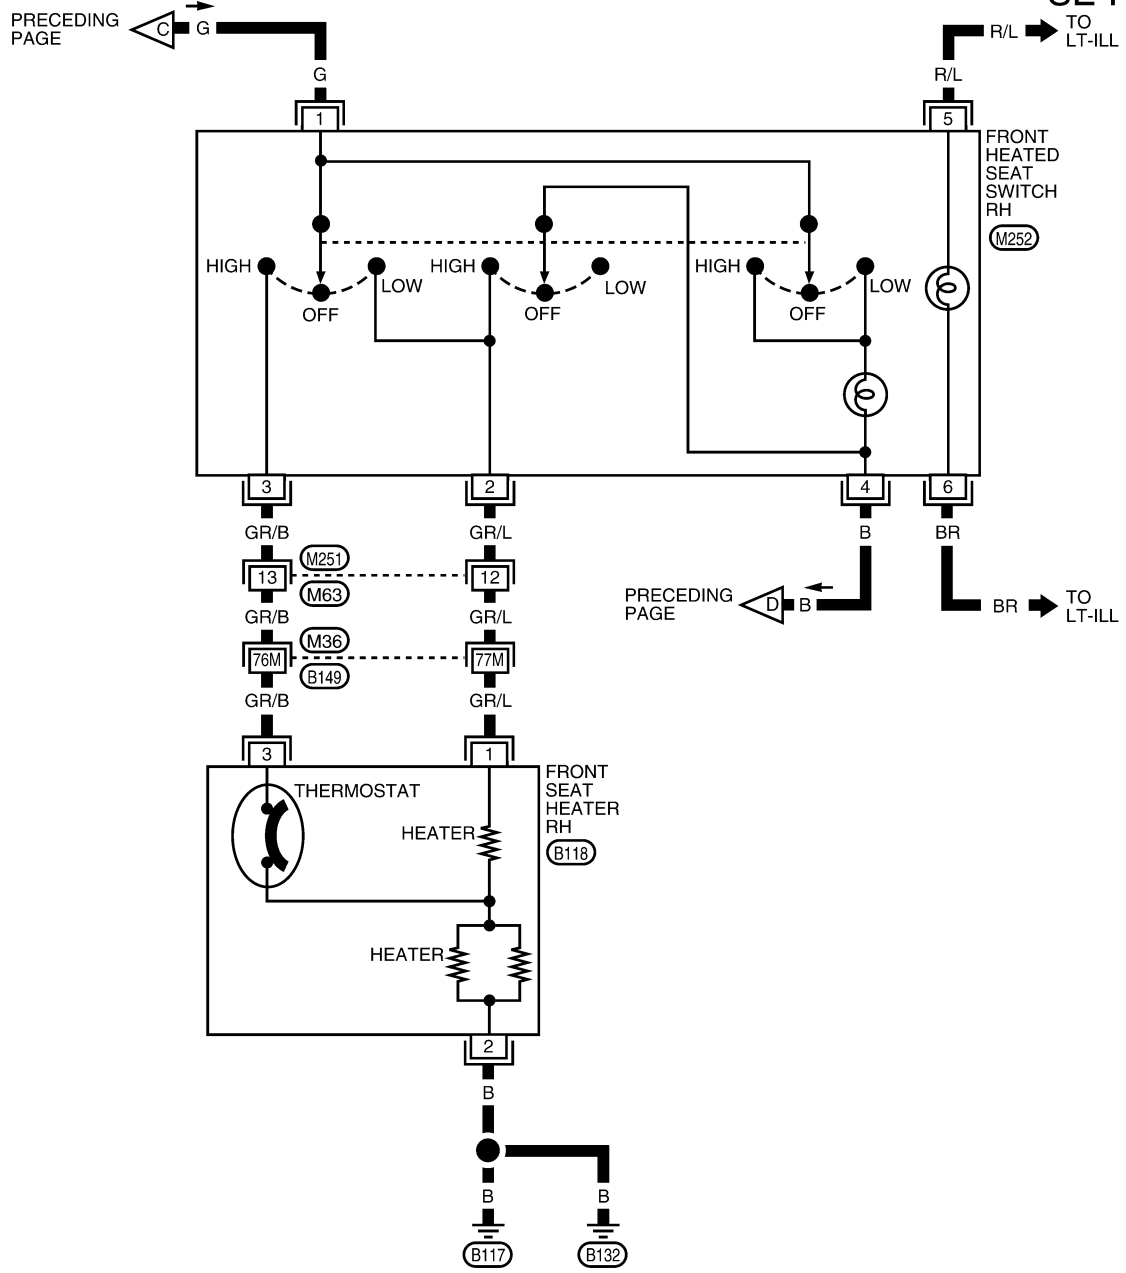 PRECEDING
PAGE
C
G
G
1
R/L
TO
LT-ILL
R/L
5
FRONT
HEATED
SEAT
SWITCH
RH
M252
HIGH
OFF
LOW
HIGH
OFF
LOW
HIGH
OFF
LOW
3
2
4
6
GR/B
GR/L
B
BR
M251
13
12
M63
PRECEDING
PAGE
D
B
BR
TO
LT-ILL
GR/B
GR/L
M36
76M
77M
B149
GR/B
GR/L
3
1
FRONT
SEAT
HEATER
RH
B118
THERMOSTAT
HEATER
HEATER
2
B
B
B
B117
B132